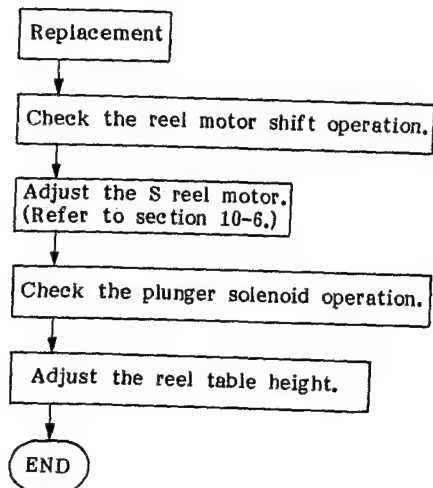 Replacement
Check the reel motor shift operation.
Adjust the S reel motor.
(Refer to section 10-6.)
Check the plunger solenoid operation.
Adjust the reel table height.
END